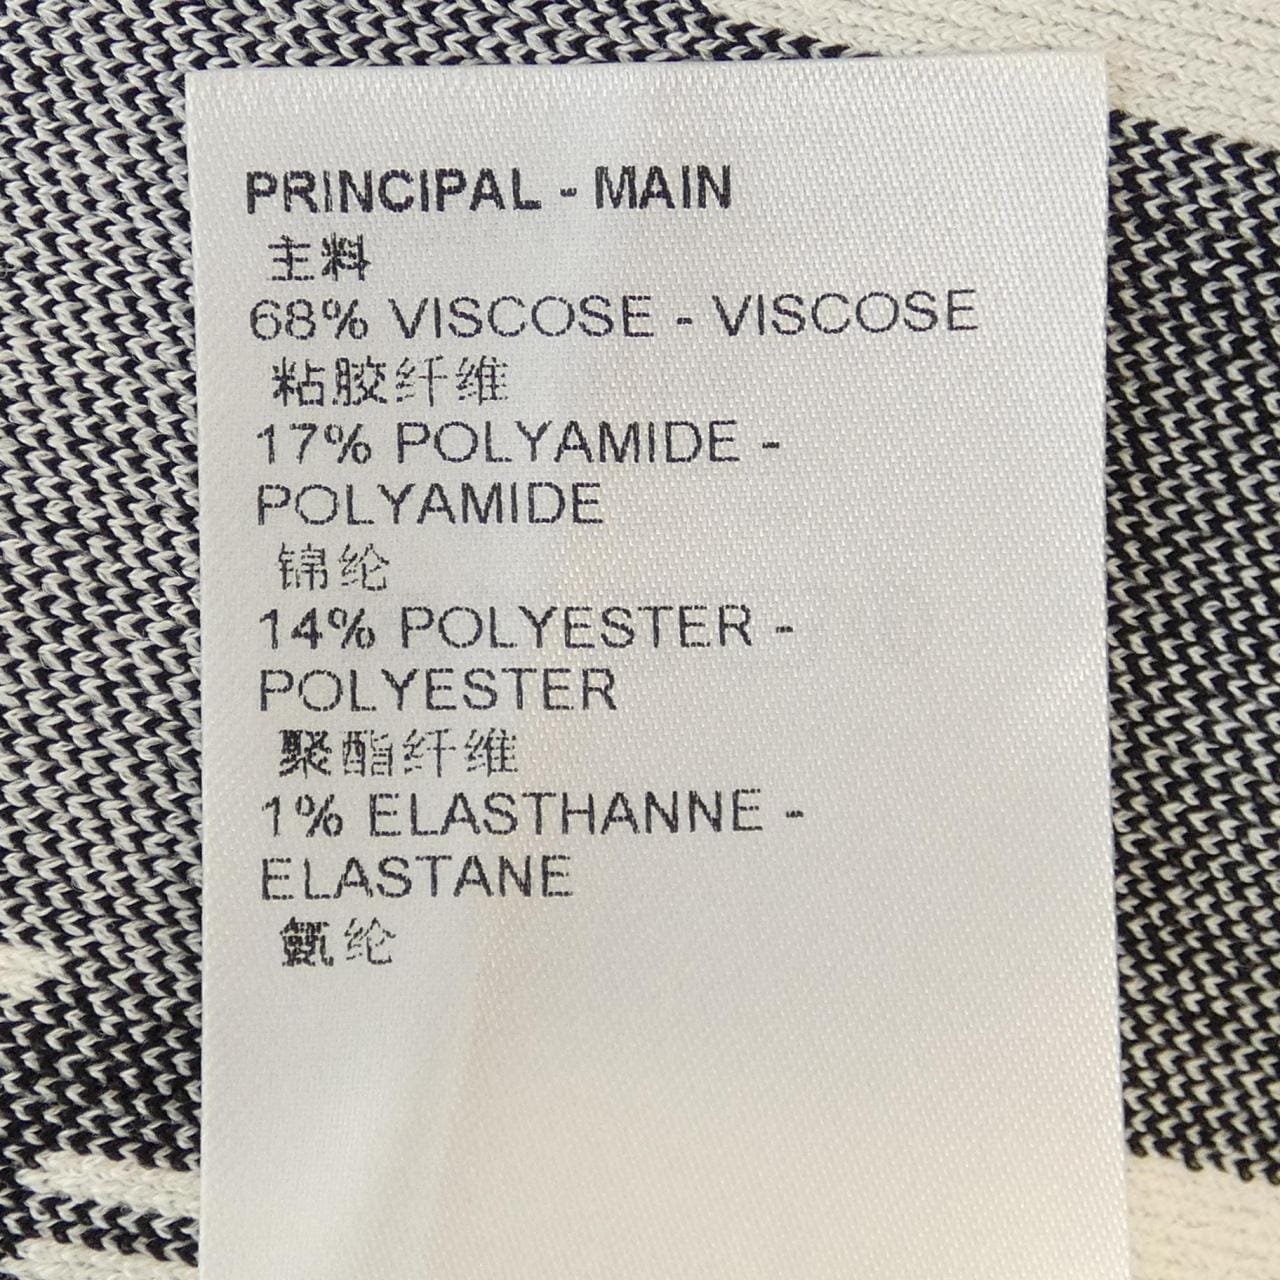 PRINCIPAL - MAIN
主料
68% VISCOSE - VISCOSE
粘胶纤维
17% POLYAMIDE -
POLYAMIDE
锦纶
14% POLYESTER -
POLYESTER
聚酯纤维
1% ELASTHANNE -
ELASTANE
氨纶